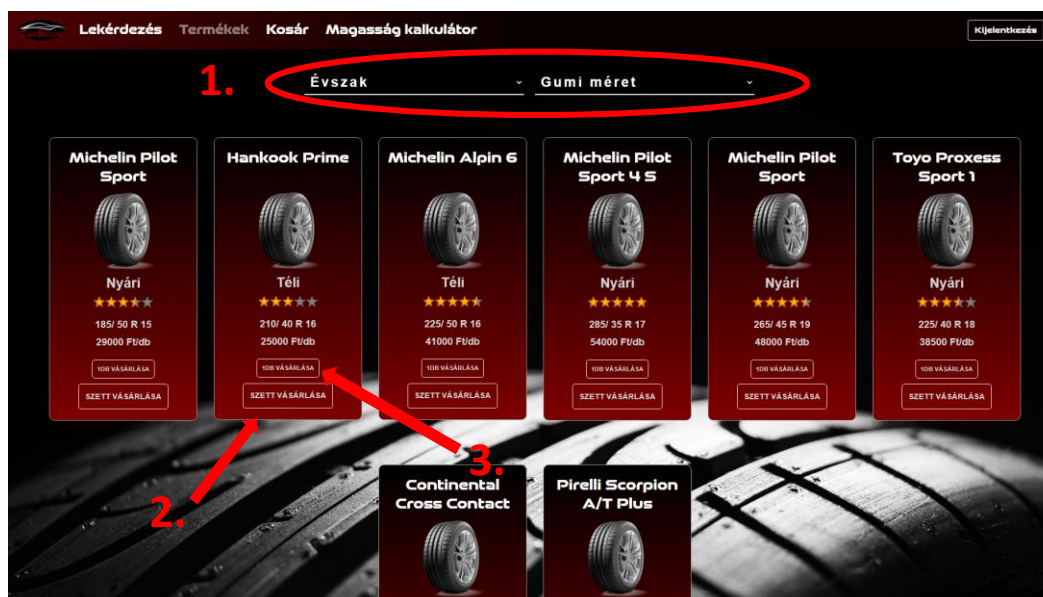 Lekérdezés Termékek Kosár Magasság kalkulátor Kijelentkezés
1.
Évszak Gumi méret
Michelin Pilot
Sport
Nyári
185/ 50 R 15
29000 Ft/db
1DB VÁSÁRLÁSA
SZETT VÁSÁRLÁSA
Hankook Prime
Téli
210/ 40 R 16
25000 Ft/db
1DB VÁSÁRLÁSA
SZETT VÁSÁRLÁSA
Michelin Alpin 6
Téli
225/ 50 R 16
41000 Ft/db
1DB VÁSÁRLÁSA
SZETT VÁSÁRLÁSA
Michelin Pilot
Sport 4 S
Nyári
285/ 35 R 17
54000 Ft/db
1DB VÁSÁRLÁSA
SZETT VÁSÁRLÁSA
Michelin Pilot
Sport
Nyári
265/ 45 R 19
48000 Ft/db
1DB VÁSÁRLÁSA
SZETT VÁSÁRLÁSA
Toyo Proxess
Sport 1
Nyári
225/ 40 R 18
38500 Ft/db
1DB VÁSÁRLÁSA
SZETT VÁSÁRLÁSA
2.
3.
Continental
Cross Contact
Pirelli Scorpion
A/T Plus